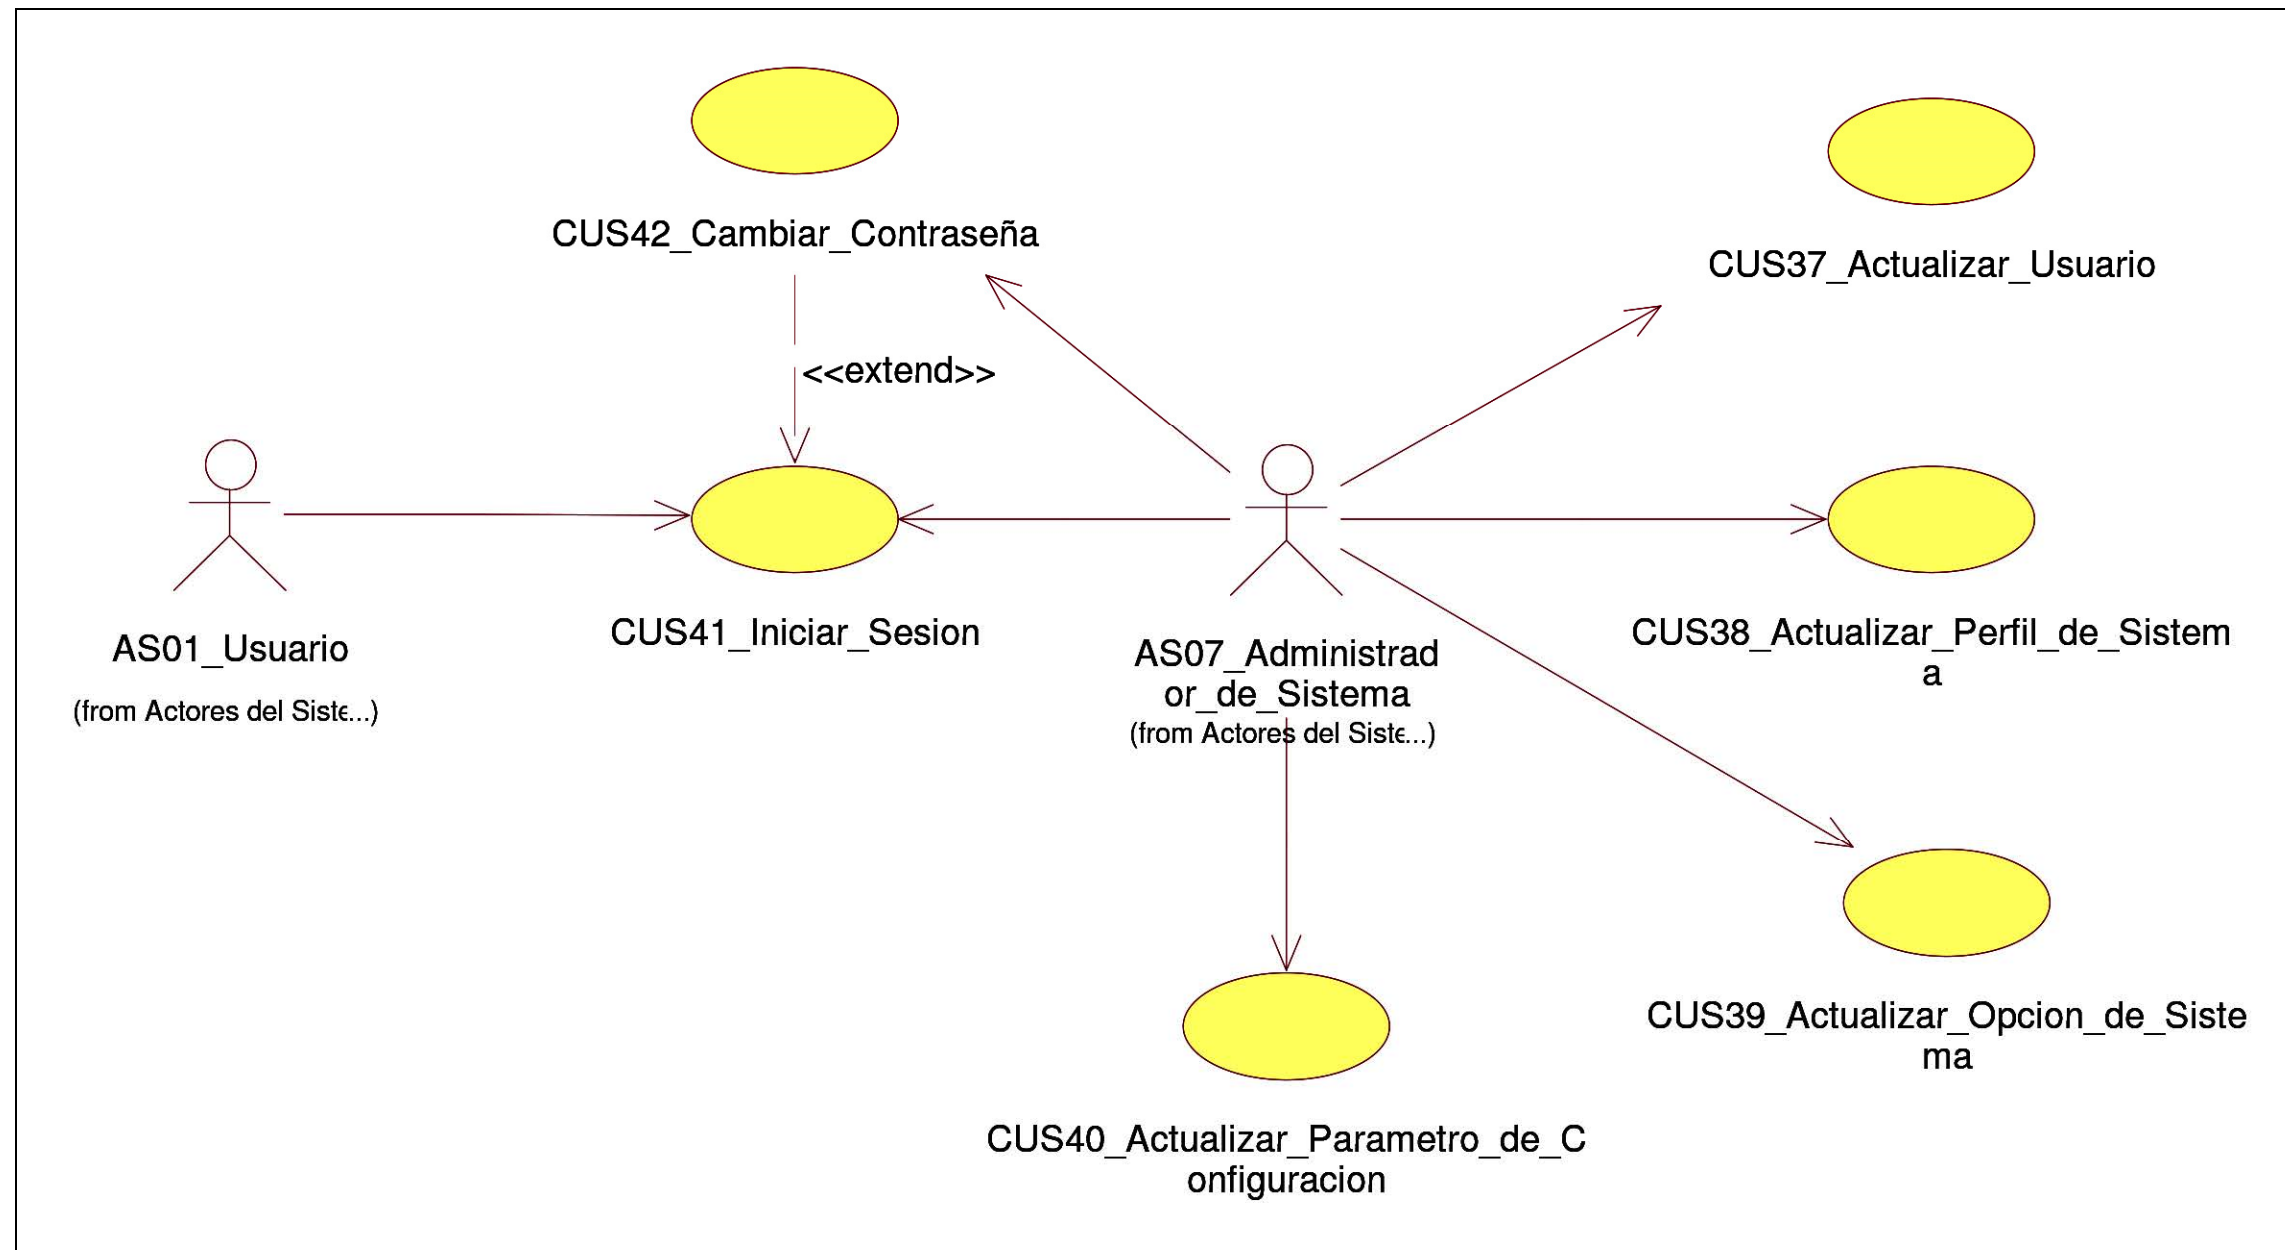 CUS42_Cambiar_Contraseña
CUS37_Actualizar_Usuario
<<extend>>
AS01_Usuario
(from Actores del Siste...)
CUS41_Iniciar_Sesion
AS07_Administrad
or_de_Sistema
(from Actores del Siste...)
CUS38_Actualizar_Perfil_de_Sistem
a
CUS39_Actualizar_Opcion_de_Siste
ma
CUS40_Actualizar_Parametro_de_C
onfiguracion